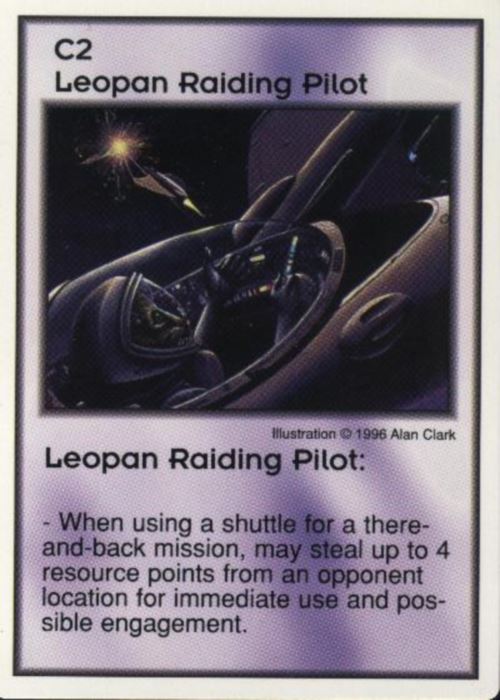 C2
Leopan Raiding Pilot
Illustration © 1996 Alan Clark
Leopan Raiding Pilot:
- When using a shuttle for a there-
and-back mission, may steal up to 4
resource points from an opponent
location for immediate use and pos-
sible engagement.